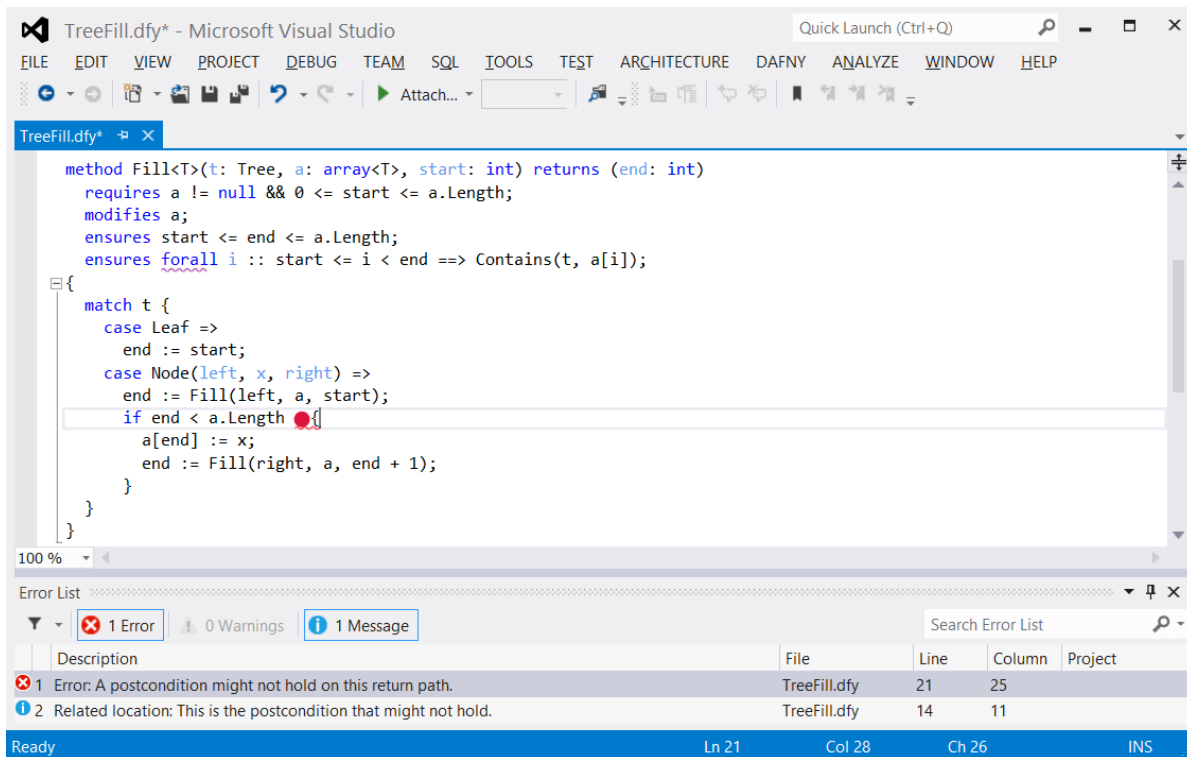 TreeFill.dfy* - Microsoft Visual Studio
Quick Launch (Ctrl+Q)
FILE EDIT VIEW PROJECT DEBUG TEAM SQL TOOLS TEST ARCHITECTURE DAFNY ANALYZE WINDOW HELP
Attach...
TreeFill.dfy*
method Fill<T>(t: Tree, a: array<T>, start: int) returns (end: int)
requires a != null && 0 <= start <= a.Length;
modifies a;
ensures start <= end <= a.Length;
ensures forall i :: start <= i < end ==> Contains(t, a[i]);
{
match t {
case Leaf =>
end := start;
case Node(left, x, right) =>
end := Fill(left, a, start);
if end < a.Length {
a[end] := x;
end := Fill(right, a, end + 1);
}
}
}
100 %
Error List
1 Error 0 Warnings 1 Message Search Error List
Description File Line Column Project
1 Error: A postcondition might not hold on this return path. TreeFill.dfy 21 25
2 Related location: This is the postcondition that might not hold. TreeFill.dfy 14 11
Ready Ln 21 Col 28 Ch 26 INS